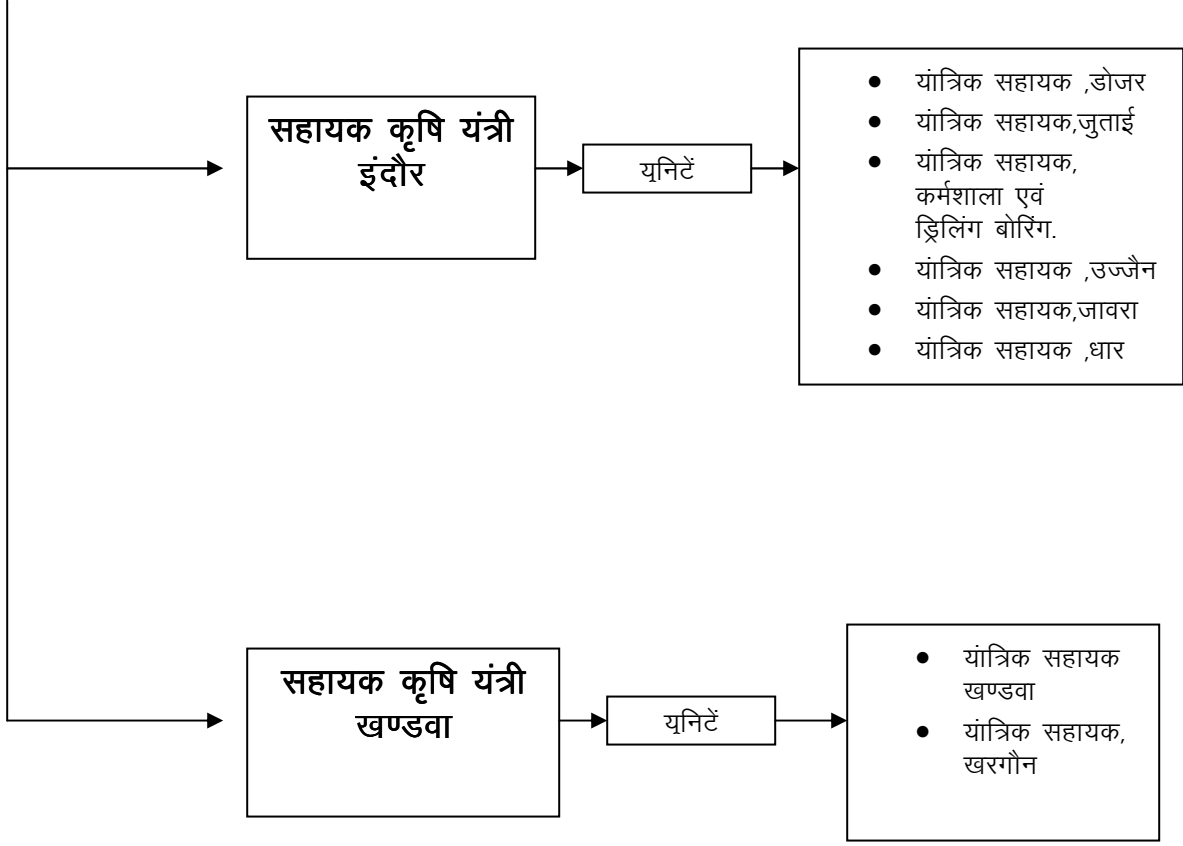 सहायक कृषि यंत्री
इंदौर
यूनिटें
● यांत्रिक सहायक ,डोजर
● यांत्रिक सहायक,जुताई
● यांत्रिक सहायक,
कर्मशाला एवं
ड्रिलिंग बोरिंग.
● यांत्रिक सहायक ,उज्जैन
● यांत्रिक सहायक,जावरा
● यांत्रिक सहायक ,धार
सहायक कृषि यंत्री
खण्डवा
यूनिटें
● यांत्रिक सहायक
खण्डवा
● यांत्रिक सहायक,
खरगौन